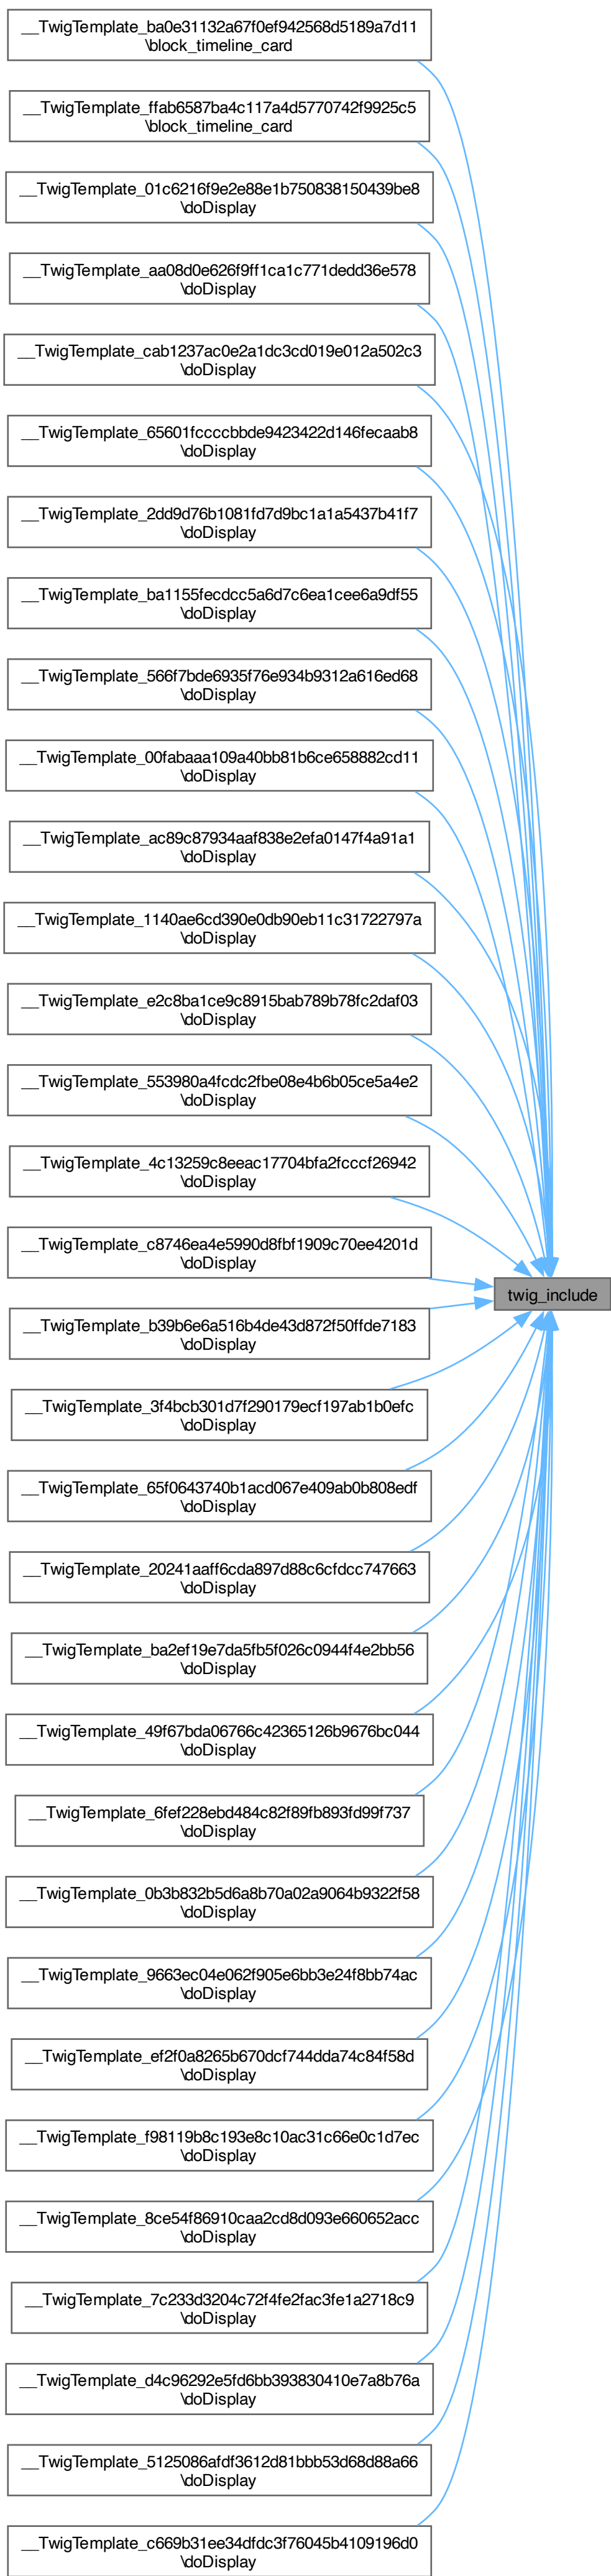 __TwigTemplate_ba0e31132a67f0ef942568d5189a7d11
\block_timeline_card
__TwigTemplate_ffab6587ba4c117a4d5770742f9925c5
\block_timeline_card
__TwigTemplate_01c6216f9e2e88e1b750838150439be8
\doDisplay
__TwigTemplate_aa08d0e626f9ff1ca1c771dedd36e578
\doDisplay
__TwigTemplate_cab1237ac0e2a1dc3cd019e012a502c3
\doDisplay
__TwigTemplate_65601fccccbbde9423422d146fecaab8
\doDisplay
__TwigTemplate_2dd9d76b1081fd7d9bc1a1a5437b41f7
\doDisplay
__TwigTemplate_ba1155fecdcc5a6d7c6ea1cee6a9df55
\doDisplay
__TwigTemplate_566f7bde6935f76e934b9312a616ed68
\doDisplay
__TwigTemplate_00fabaaa109a40bb81b6ce658882cd11
\doDisplay
__TwigTemplate_ac89c87934aaf838e2efa0147f4a91a1
\doDisplay
__TwigTemplate_1140ae6cd390e0db90eb11c31722797a
\doDisplay
__TwigTemplate_e2c8ba1ce9c8915bab789b78fc2daf03
\doDisplay
__TwigTemplate_553980a4fcdc2fbe08e4b6b05ce5a4e2
\doDisplay
__TwigTemplate_4c13259c8eeac17704bfa2fcccf26942
\doDisplay
__TwigTemplate_c8746ea4e5990d8fbf1909c70ee4201d
\doDisplay
twig_include
__TwigTemplate_b39b6e6a516b4de43d872f50ffde7183
\doDisplay
__TwigTemplate_3f4bcb301d7f290179ecf197ab1b0efc
\doDisplay
__TwigTemplate_65f0643740b1acd067e409ab0b808edf
\doDisplay
__TwigTemplate_20241aaff6cda897d88c6cfdcc747663
\doDisplay
__TwigTemplate_ba2ef19e7da5fb5f026c0944f4e2bb56
\doDisplay
__TwigTemplate_49f67bda06766c42365126b9676bc044
\doDisplay
__TwigTemplate_6fef228ebd484c82f89fb893fd99f737
\doDisplay
__TwigTemplate_0b3b832b5d6a8b70a02a9064b9322f58
\doDisplay
__TwigTemplate_9663ec04e062f905e6bb3e24f8bb74ac
\doDisplay
__TwigTemplate_ef2f0a8265b670dcf744dda74c84f58d
\doDisplay
__TwigTemplate_f98119b8c193e8c10ac31c66e0c1d7ec
\doDisplay
__TwigTemplate_8ce54f86910caa2cd8d093e660652acc
\doDisplay
__TwigTemplate_7c233d3204c72f4fe2fac3fe1a2718c9
\doDisplay
__TwigTemplate_d4c96292e5fd6bb393830410e7a8b76a
\doDisplay
__TwigTemplate_5125086afdf3612d81bbb53d68d88a66
\doDisplay
__TwigTemplate_c669b31ee34dfdc3f76045b4109196d0
\doDisplay